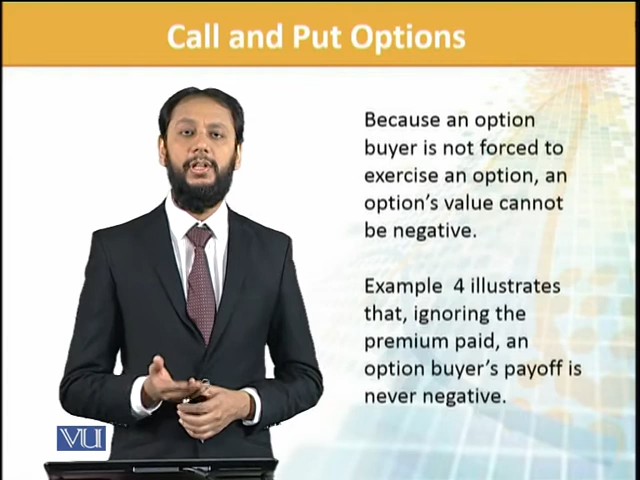 Call and Put Options
Because an option
buyer is not forced to
exercise an option, an
option's value cannot
be negative.
Example 4 illustrates
that, ignoring the
premium paid, an
option buyer's payoff is
never negative.
VU